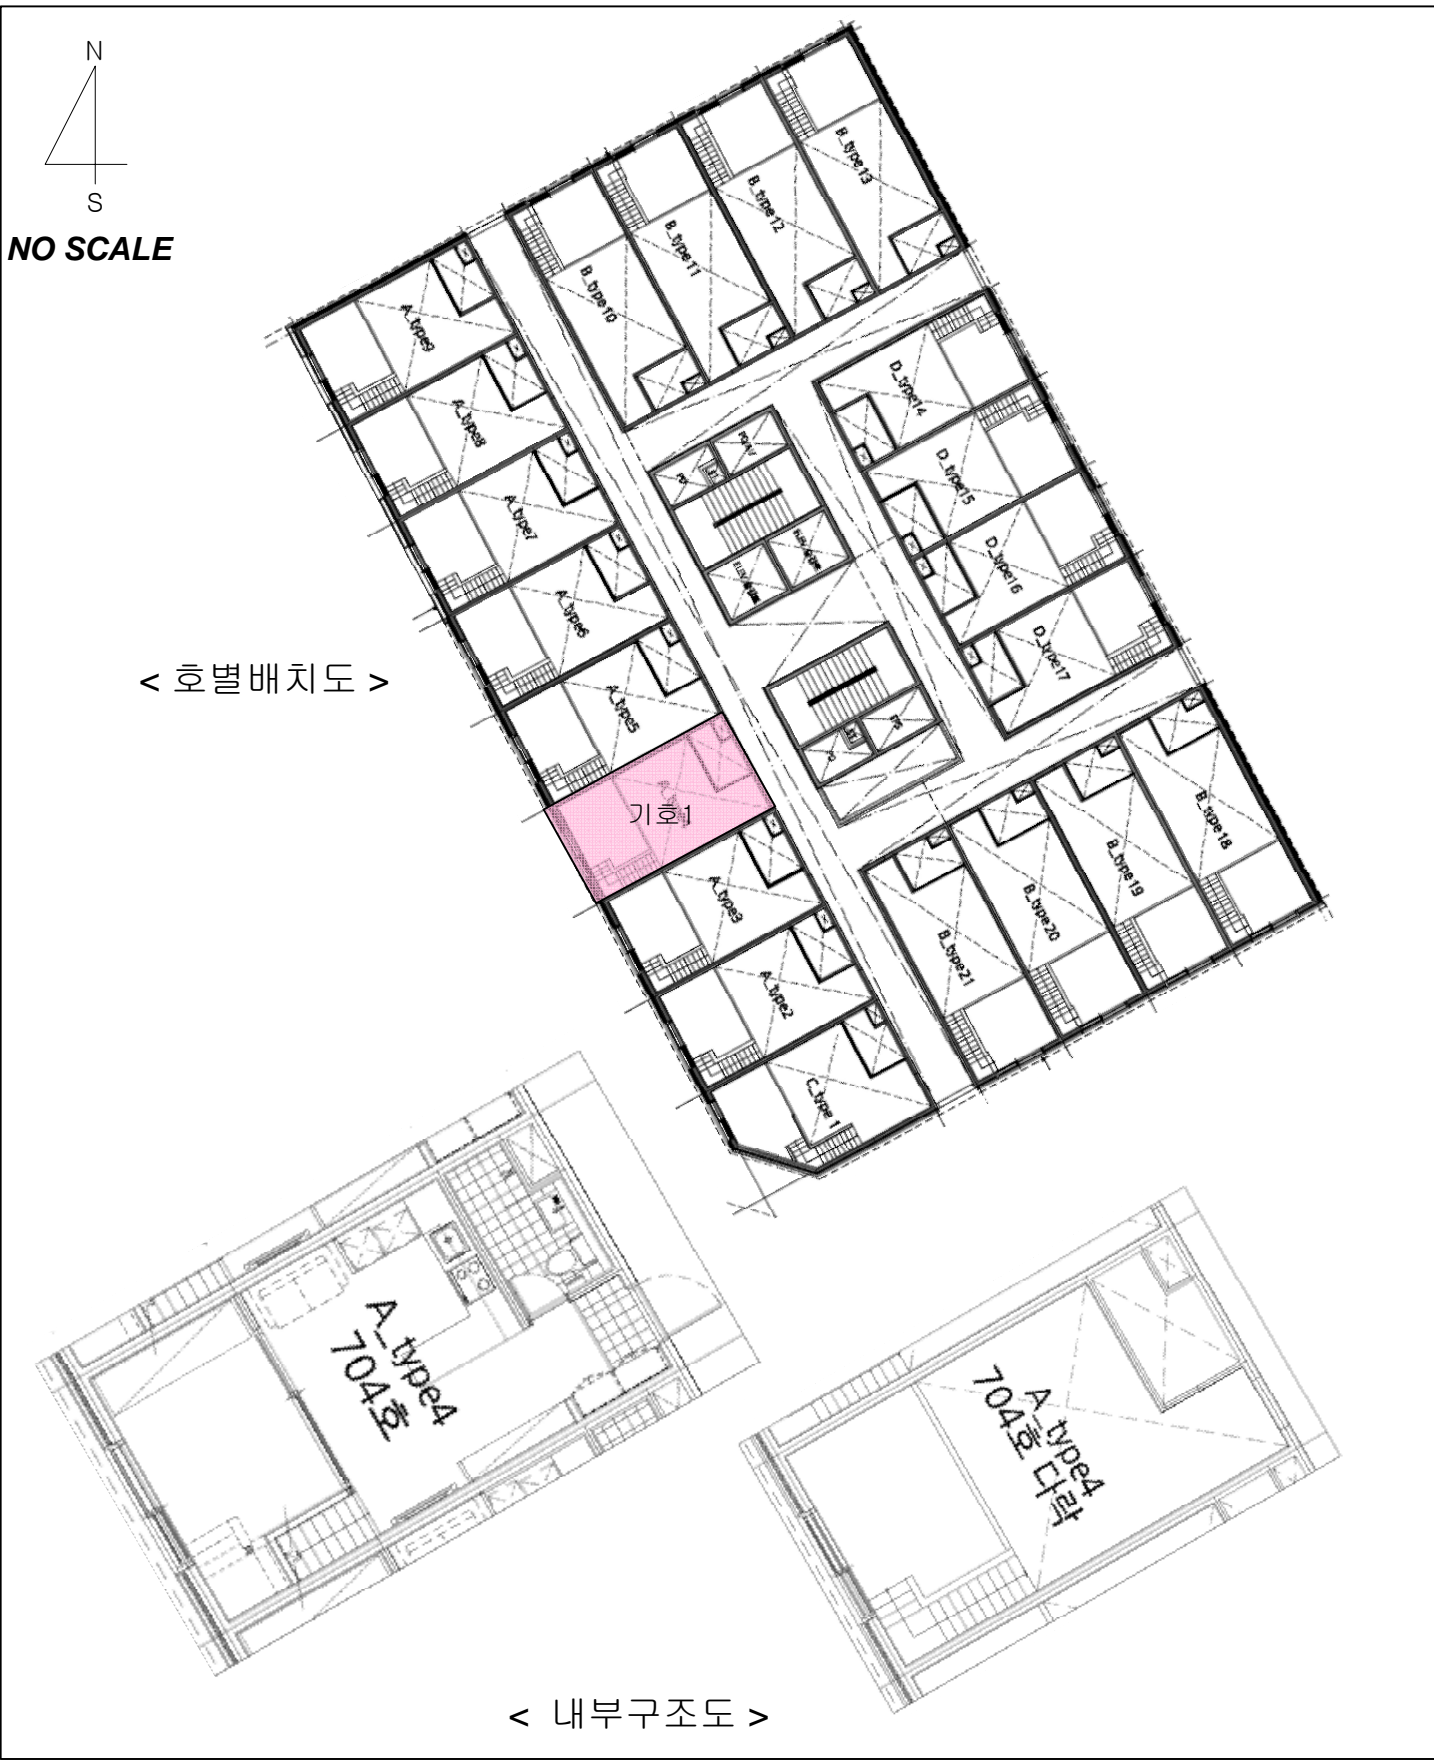 N
S
NO SCALE
B_type13
B_type12
B_type11
B_type10
A_type9
A_type8
A_type7
A_type6
A_type5
기호1
A_type3
A_type2
C_type 1
D_type14
D_type15
D_type16
D_type17
B_type18
B_type19
B_type20
B_type21
< 호별배치도 >
A_type4
704호
A_type4
704호 다락
< 내부구조도 >